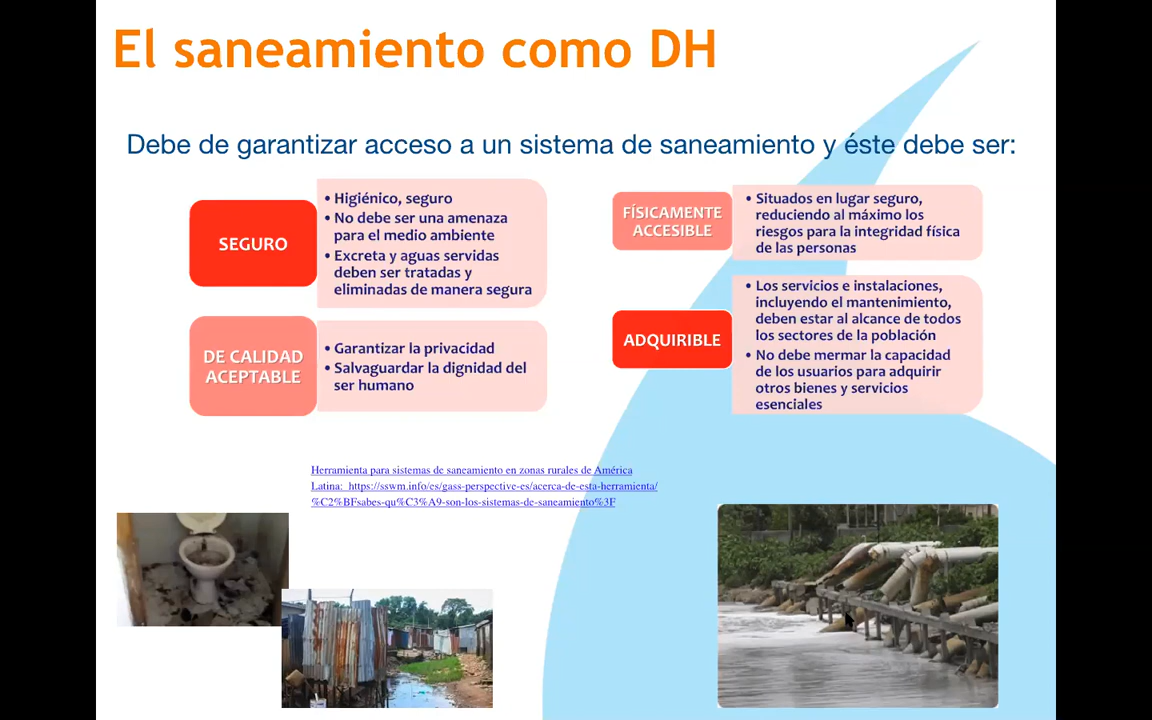 El saneamiento como DH
Debe de garantizar acceso a un sistema de saneamiento y éste debe ser:
SEGURO
• Higiénico, seguro
• No debe ser una amenaza
para el medio ambiente
• Excreta y aguas servidas
deben ser tratadas y
eliminadas de manera segura
DE CALIDAD
ACEPTABLE
• Garantizar la privacidad
• Salvaguardar la dignidad del
ser humano
FÍSICAMENTE
ACCESIBLE
• Situados en lugar seguro,
reduciendo al máximo los
riesgos para la integridad física
de las personas
ADQUIRIBLE
• Los servicios e instalaciones,
incluyendo el mantenimiento,
deben estar al alcance de todos
los sectores de la población
• No debe mermar la capacidad
de los usuarios para adquirir
otros bienes y servicios
esenciales
Herramienta para sistemas de saneamiento en zonas rurales de América
Latina: https://sswm.info/es/gass-perspective-es/acerca-de-esta-herramienta/
%C2%BFsabes-qu%C3%A9-son-los-sistemas-de-saneamiento%3F